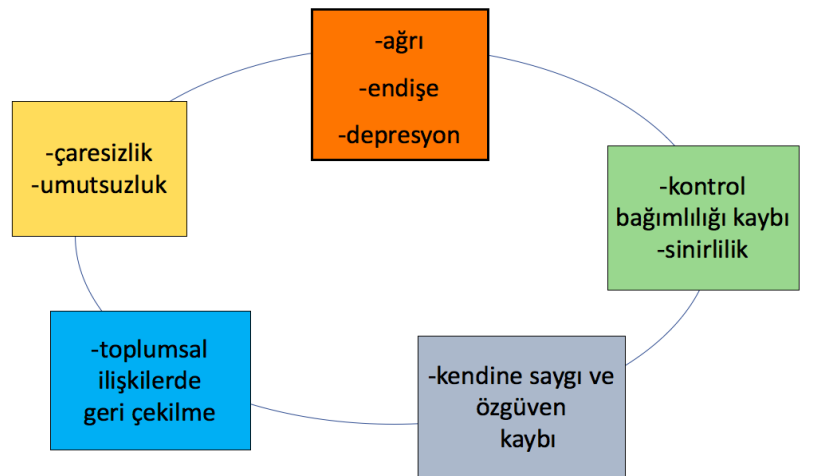 -ağrı
-endişe
-depresyon
-kontrol
bağımlılığı kaybı
-sinirlilik
-kendine saygı ve
özgüven
kaybı
-toplumsal
ilişkilerde
geri çekilme
-çaresizlik
-umutsuzluk